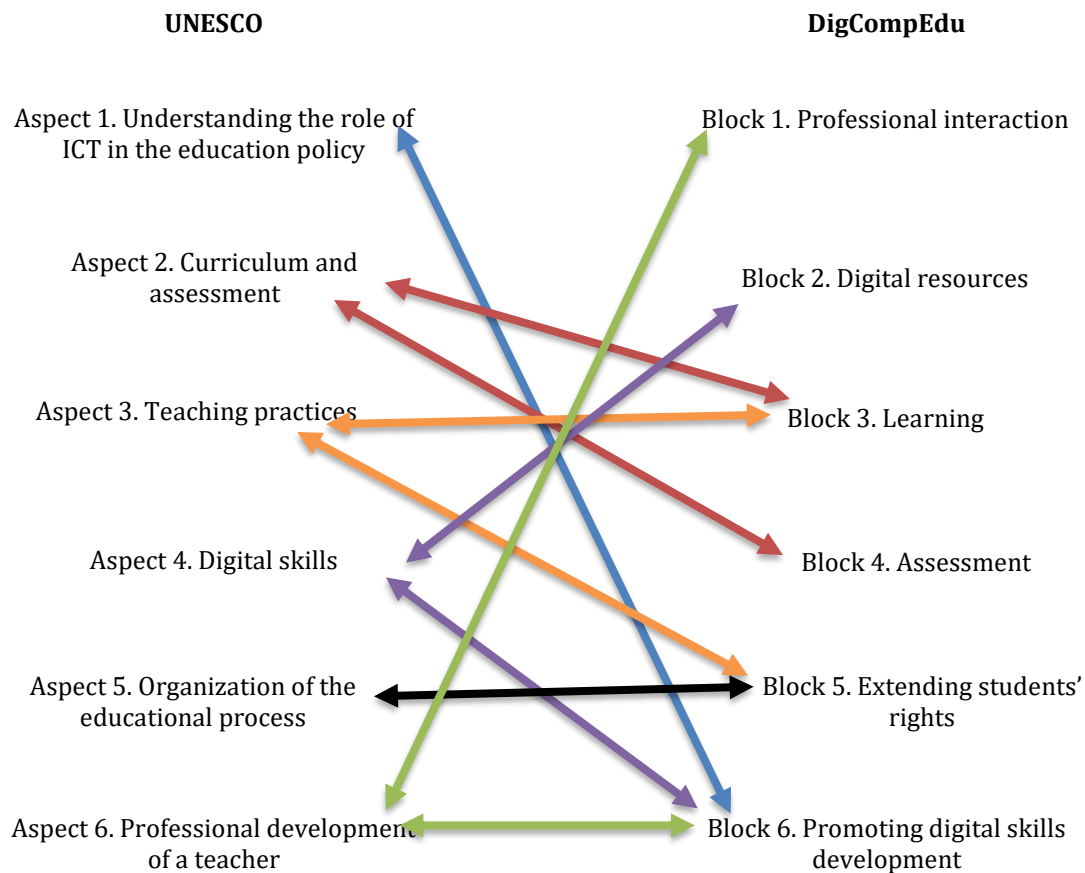 UNESCO
DigCompEdu
Aspect 1. Understanding the role of
ICT in the education policy
Block 1. Professional interaction
Aspect 2. Curriculum and
assessment
Block 2. Digital resources
Aspect 3. Teaching practices
Block 3. Learning
Aspect 4. Digital skills
Block 4. Assessment
Aspect 5. Organization of the
educational process
Block 5. Extending students’
rights
Aspect 6. Professional development
of a teacher
Block 6. Promoting digital skills
development